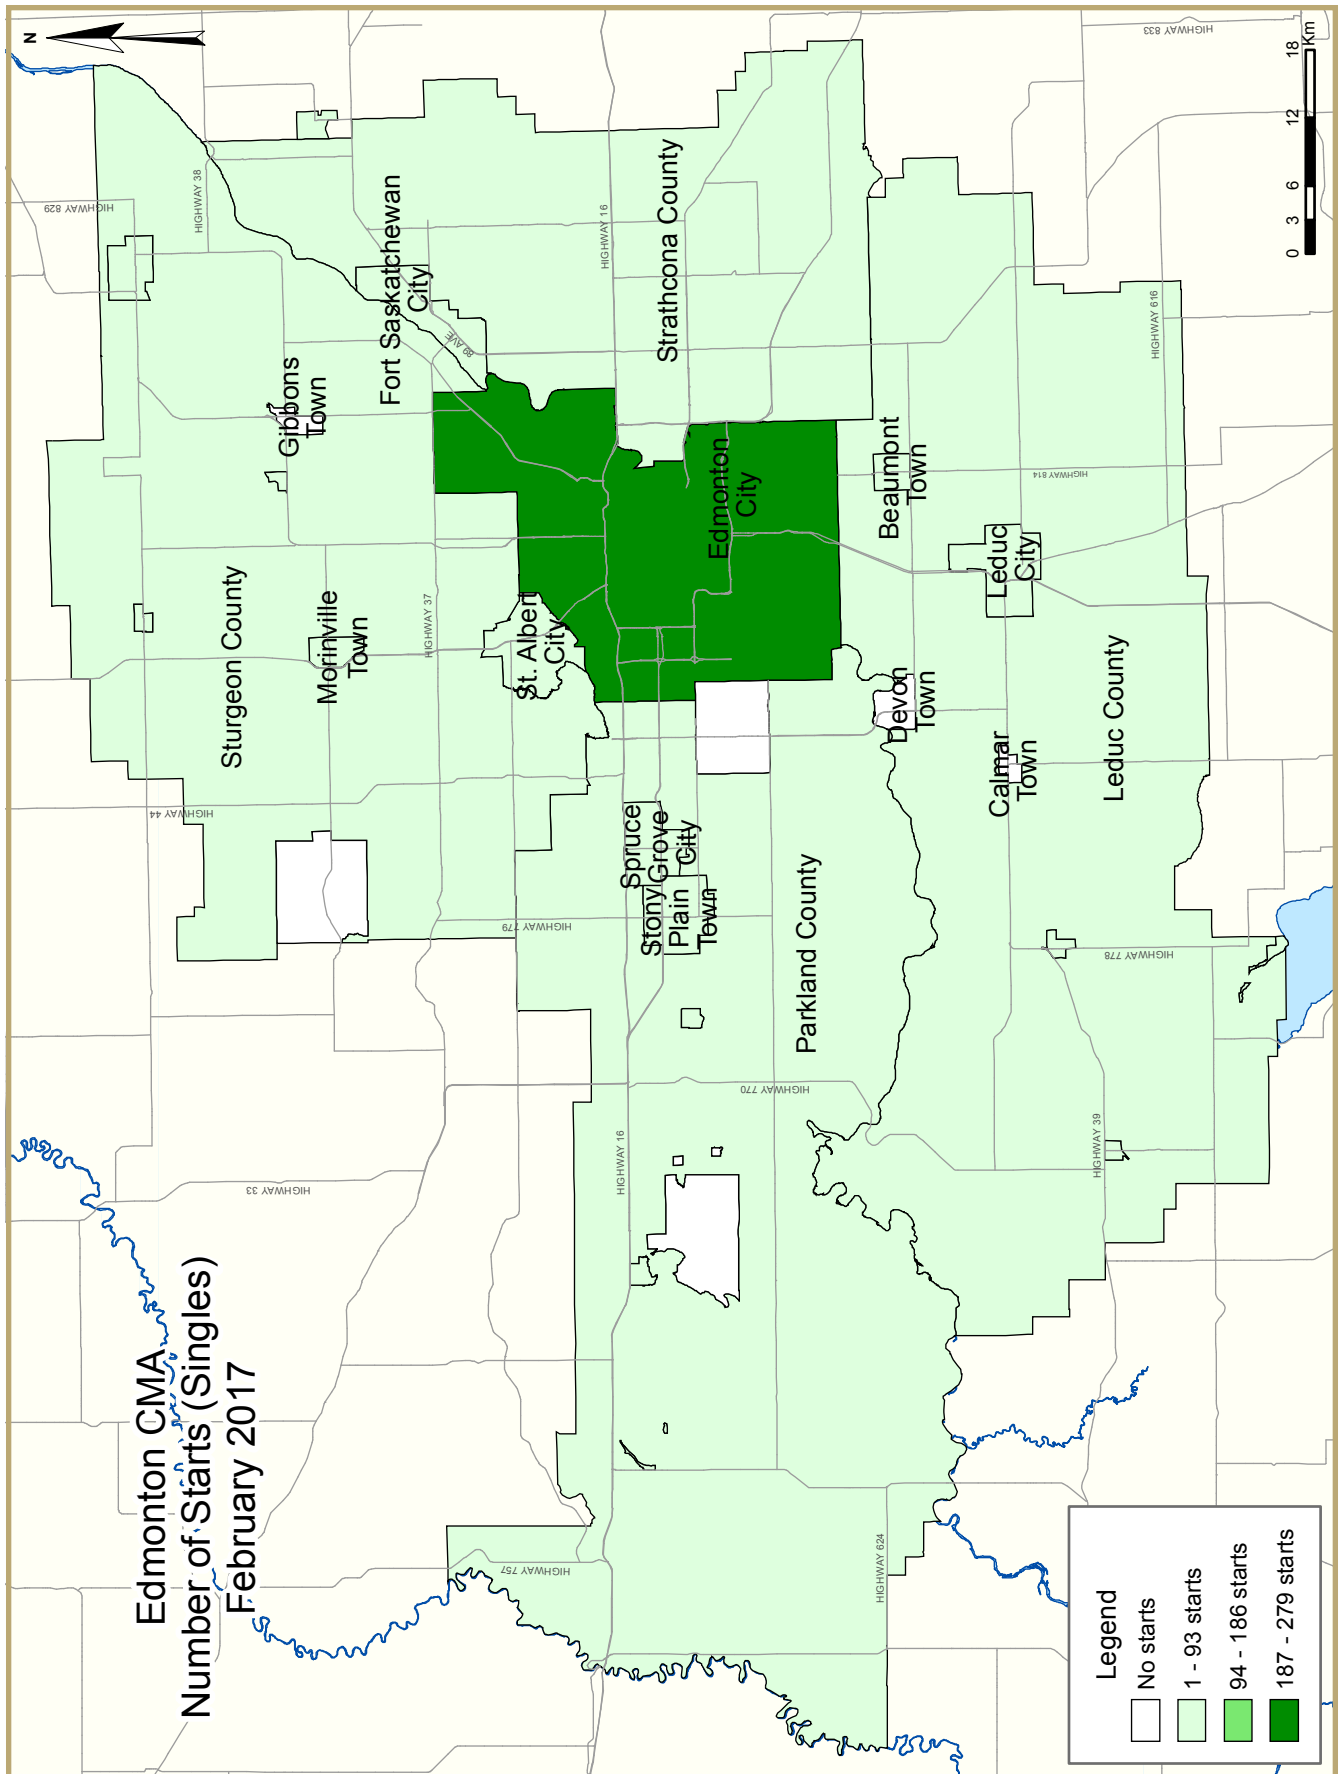 Edmonton CMA
Number of Starts (Singles)
February 2017
N
HIGHWAY 757
HIGHWAY 33
HIGHWAY 779
HIGHWAY 44
HIGHWAY 37
HIGHWAY 829
HIGHWAY 38
HIGHWAY 16
HIGHWAY 16
HIGHWAY 770
HIGHWAY 624
HIGHWAY 39
HIGHWAY 778
HIGHWAY 814
HIGHWAY 616
HIGHWAY 833
89 AVE
Sturgeon County
Morinville
Town
Gibbons
Town
Fort Saskatchewan
City
St. Albert
City
Strathcona County
Edmonton
City
Spruce
Grove
City
Stony
Plain
Town
Parkland County
Beaumont
Town
Leduc
City
Devon
Town
Calmar
Town
Leduc County
Legend
No starts
1 - 93 starts
94 - 186 starts
187 - 279 starts
0 3 6 12 18
Km